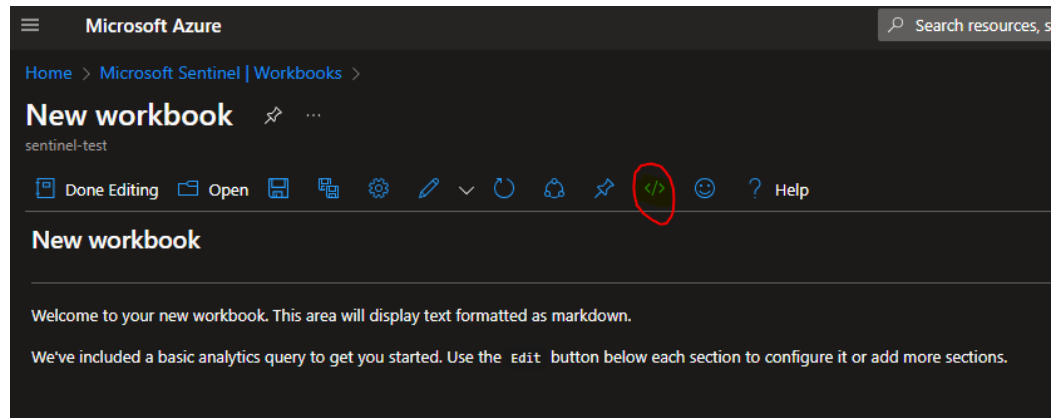 Microsoft Azure
Search resources, s
Home > Microsoft Sentinel | Workbooks >
New workbook
sentinel-test
Done Editing Open </> ? Help
New workbook
Welcome to your new workbook. This area will display text formatted as markdown.
We've included a basic analytics query to get you started. Use the Edit button below each section to configure it or add more sections.